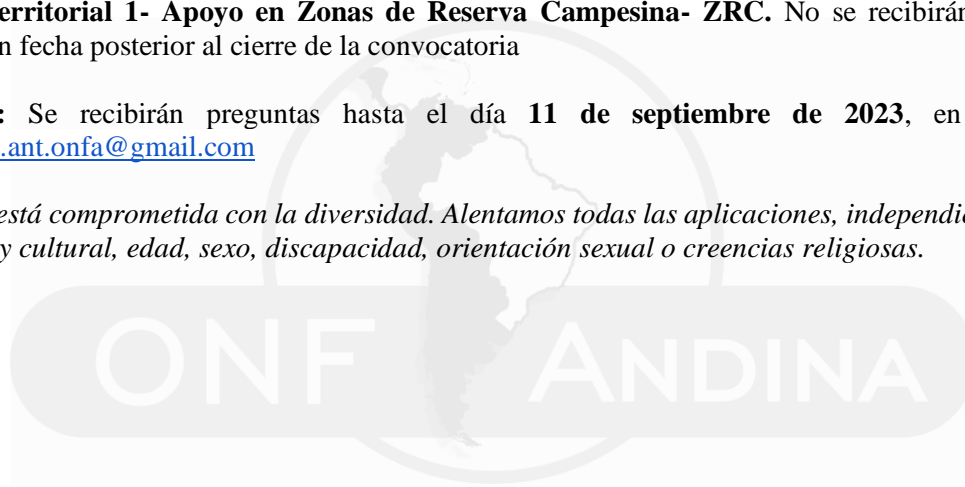 erritorial 1- Apoyo en Zonas de Reserva Campesina- ZRC. No se recibirán
n fecha posterior al cierre de la convocatoria
: Se recibirán preguntas hasta el día 11 de septiembre de 2023, en
.ant.onfa@gmail.com
está comprometida con la diversidad. Alentamos todas las aplicaciones, independi
y cultural, edad, sexo, discapacidad, orientación sexual o creencias religiosas.
ONF ANDINA